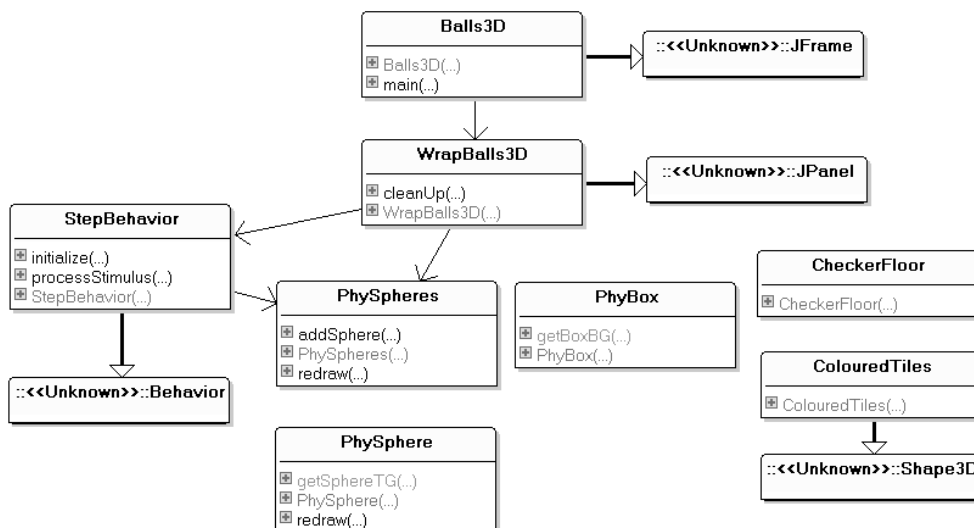 Balls3D
Balls3D(...)
main(...)
::<<Unknown>>::JFrame
WrapBalls3D
cleanUp(...)
WrapBalls3D(...)
::<<Unknown>>::JPanel
StepBehavior
initialize(...)
processStimulus(...)
StepBehavior(...)
PhySpheres
addSphere(...)
PhySpheres(...)
redraw(...)
PhyBox
getBoxBG(...)
PhyBox(...)
CheckerFloor
CheckerFloor(...)
::<<Unknown>>::Behavior
ColouredTiles
ColouredTiles(...)
PhySphere
getSphereTG(...)
PhySphere(...)
redraw(...)
::<<Unknown>>::Shape3D